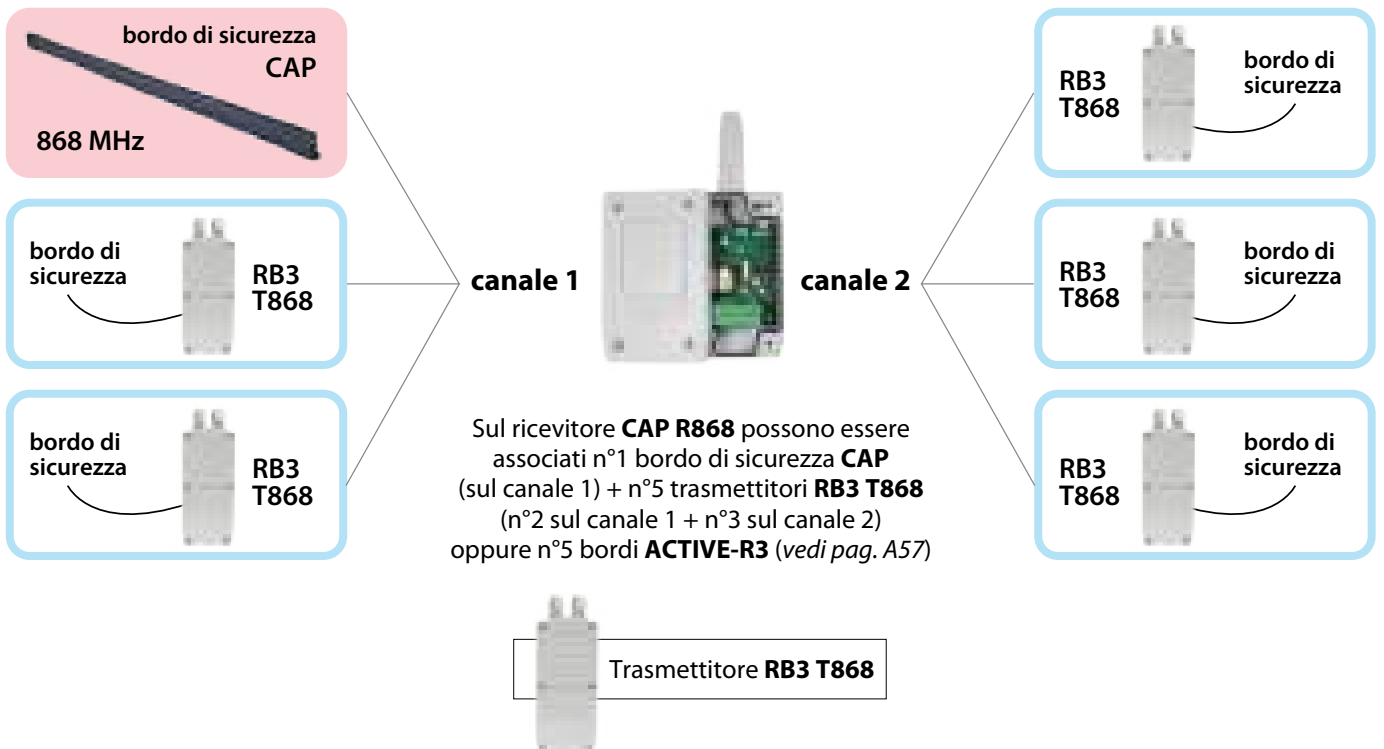 bordo di sicurezza
CAP
868 MHz
bordo di
sicurezza
RB3
T868
bordo di
sicurezza
RB3
T868
canale 1
canale 2
RB3
T868
bordo di
sicurezza
RB3
T868
bordo di
sicurezza
RB3
T868
bordo di
sicurezza
Sul ricevitore CAP R868 possono essere
associati n°1 bordo di sicurezza CAP
(sul canale 1) + n°5 trasmettitori RB3 T868
(n°2 sul canale 1 + n°3 sul canale 2)
oppure n°5 bordi ACTIVE-R3 (vedi pag. A57)
Trasmettitore RB3 T868